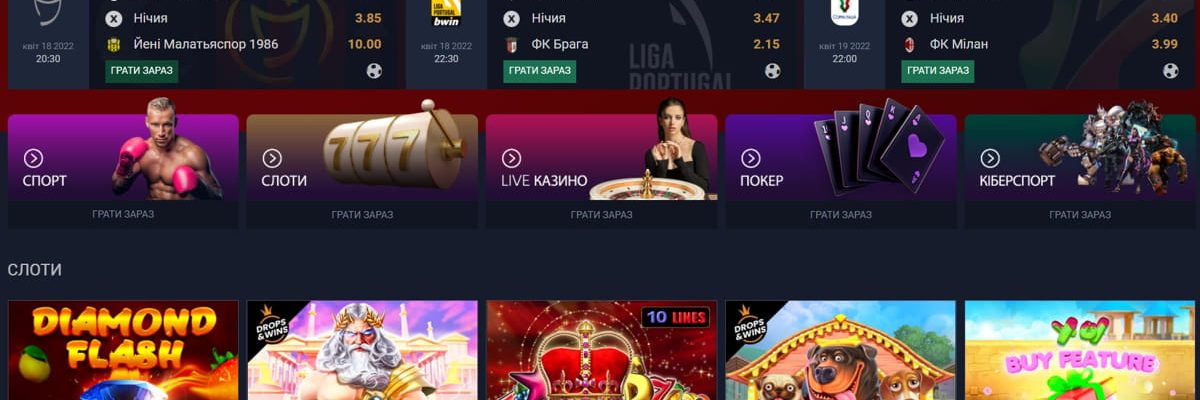 Нічия 3.85
квіт 18 2022
20:30
Йені Малатьяспор 1986 10.00
ГРАТИ ЗАРАЗ
LIGA
PORTUGAL
bwin
Нічия 3.47
квіт 18 2022
22:30
ФК Брага 2.15
ГРАТИ ЗАРАЗ
LIGA
PORTUGAL
COPPA ITALIA
Нічия 3.40
квіт 19 2022
22:00
ФК Мілан 3.99
ГРАТИ ЗАРАЗ
СПОРТ
ГРАТИ ЗАРАЗ
777
СЛОТИ
ГРАТИ ЗАРАЗ
LIVE КАЗИНО
ГРАТИ ЗАРАЗ
J Q K A
ПОКЕР
ГРАТИ ЗАРАЗ
КІБЕРСПОРТ
ГРАТИ ЗАРАЗ
СЛОТИ
DIAMOND
FLASH
DROPS
& WINS
10 LINES
DROPS
& WINS
BUY FEATURE